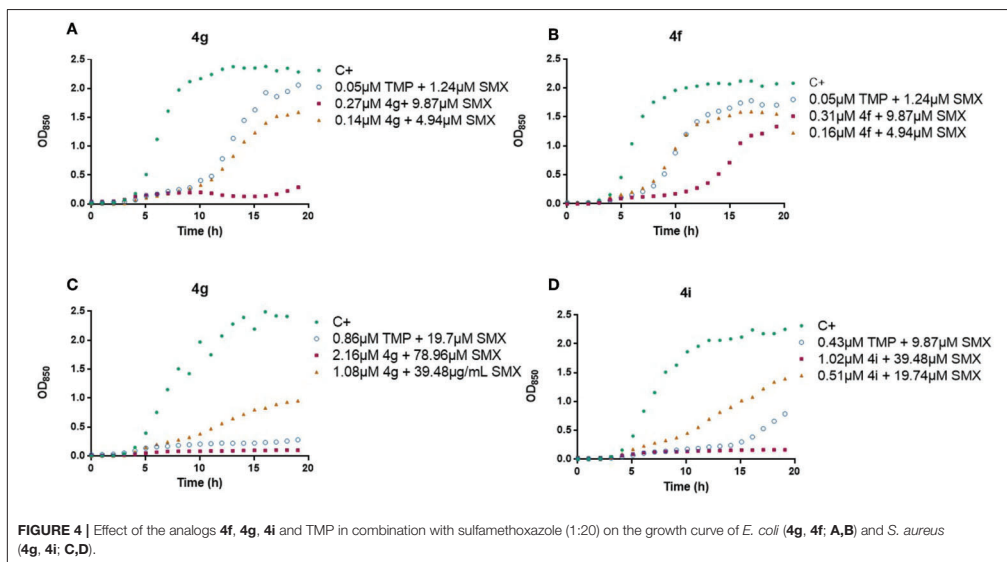 A
4g
OD850
2.5
2.0
1.5
1.0
0.5
0.0
0 5 10 15 20
Time (h)
C+
0.05µM TMP + 1.24µM SMX
0.27µM 4g+ 9.87µM SMX
0.14µM 4g + 4.94µM SMX
B
4f
OD850
2.5
2.0
1.5
1.0
0.5
0.0
0 5 10 15 20
Time (h)
C+
0.05µM TMP + 1.24µM SMX
0.31µM 4f + 9.87µM SMX
0.16µM 4f + 4.94µM SMX
C
4g
OD850
2.5
2.0
1.5
1.0
0.5
0.0
0 5 10 15 20
Time (h)
C+
0.86µM TMP + 19.7µM SMX
2.16µM 4g + 78.96µM SMX
1.08µM 4g + 39.48µg/mL SMX
D
4i
OD850
2.5
2.0
1.5
1.0
0.5
0.0
0 5 10 15 20
Time (h)
C+
0.43µM TMP + 9.87µM SMX
1.02µM 4i + 39.48µM SMX
0.51µM 4i + 19.74µM SMX
FIGURE 4 | Effect of the analogs 4f, 4g, 4i and TMP in combination with sulfamethoxazole (1:20) on the growth curve of E. coli (4g, 4f; A,B) and S. aureus
(4g, 4i; C,D).